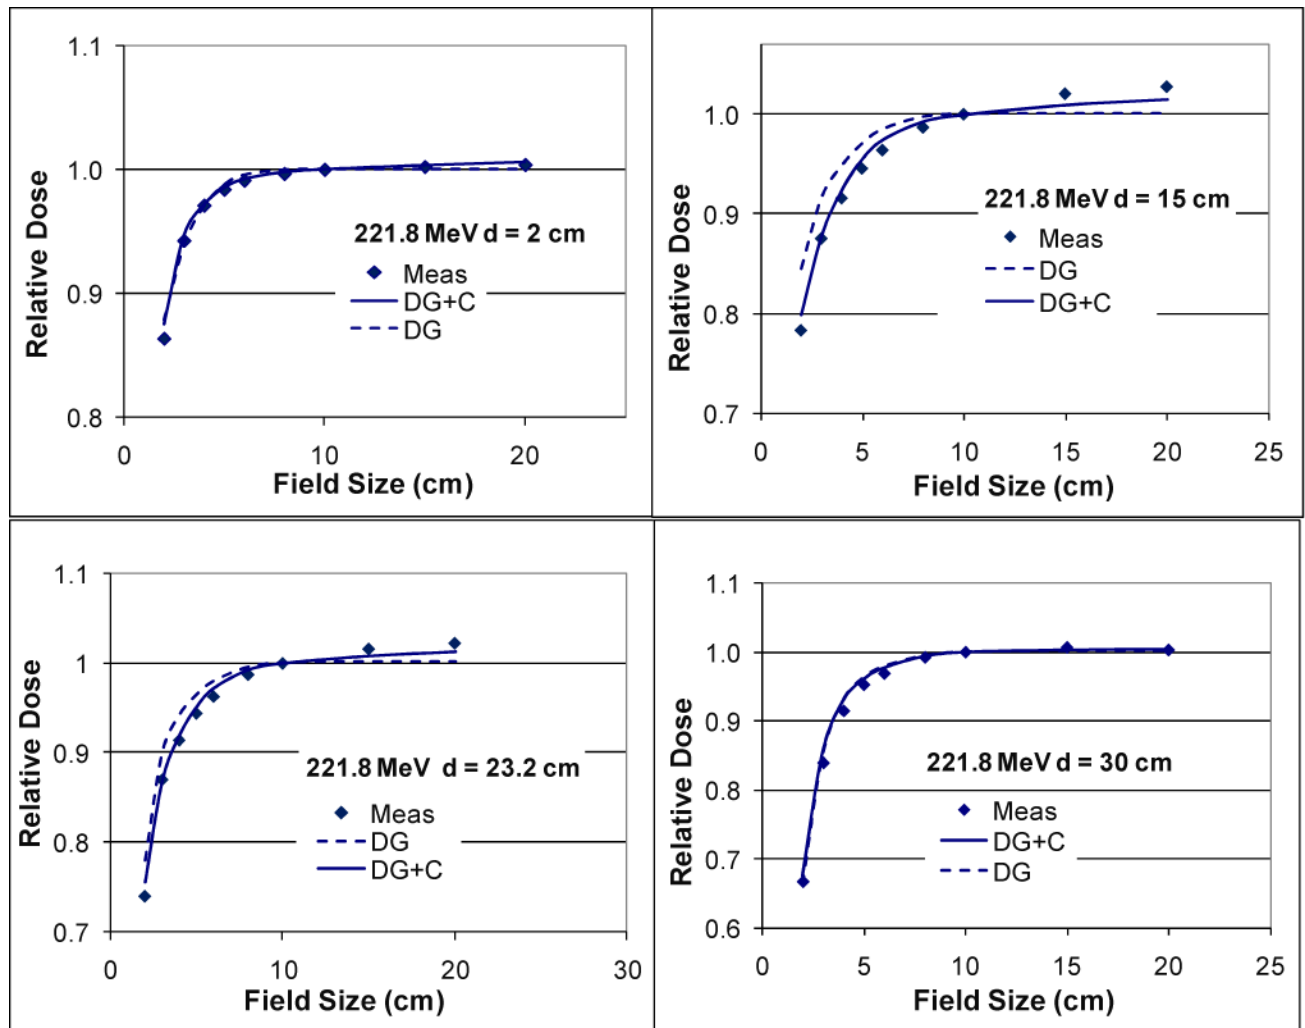 1.1
1.0
0.9
0.8
0
10
20
Relative Dose
Field Size (cm)
221.8 MeV d = 2 cm
Meas
DG+C
DG
1.0
0.9
0.8
0.7
0
5
10
15
20
25
Relative Dose
Field Size (cm)
221.8 MeV d = 15 cm
Meas
DG
DG+C
1.1
1
0.9
0.8
0.7
0
10
20
30
Relative Dose
Field Size (cm)
221.8 MeV d = 23.2 cm
Meas
DG
DG+C
1.1
1.0
0.9
0.8
0.7
0.6
0
5
10
15
20
25
Relative Dose
Field Size (cm)
221.8 MeV d = 30 cm
Meas
DG+C
DG